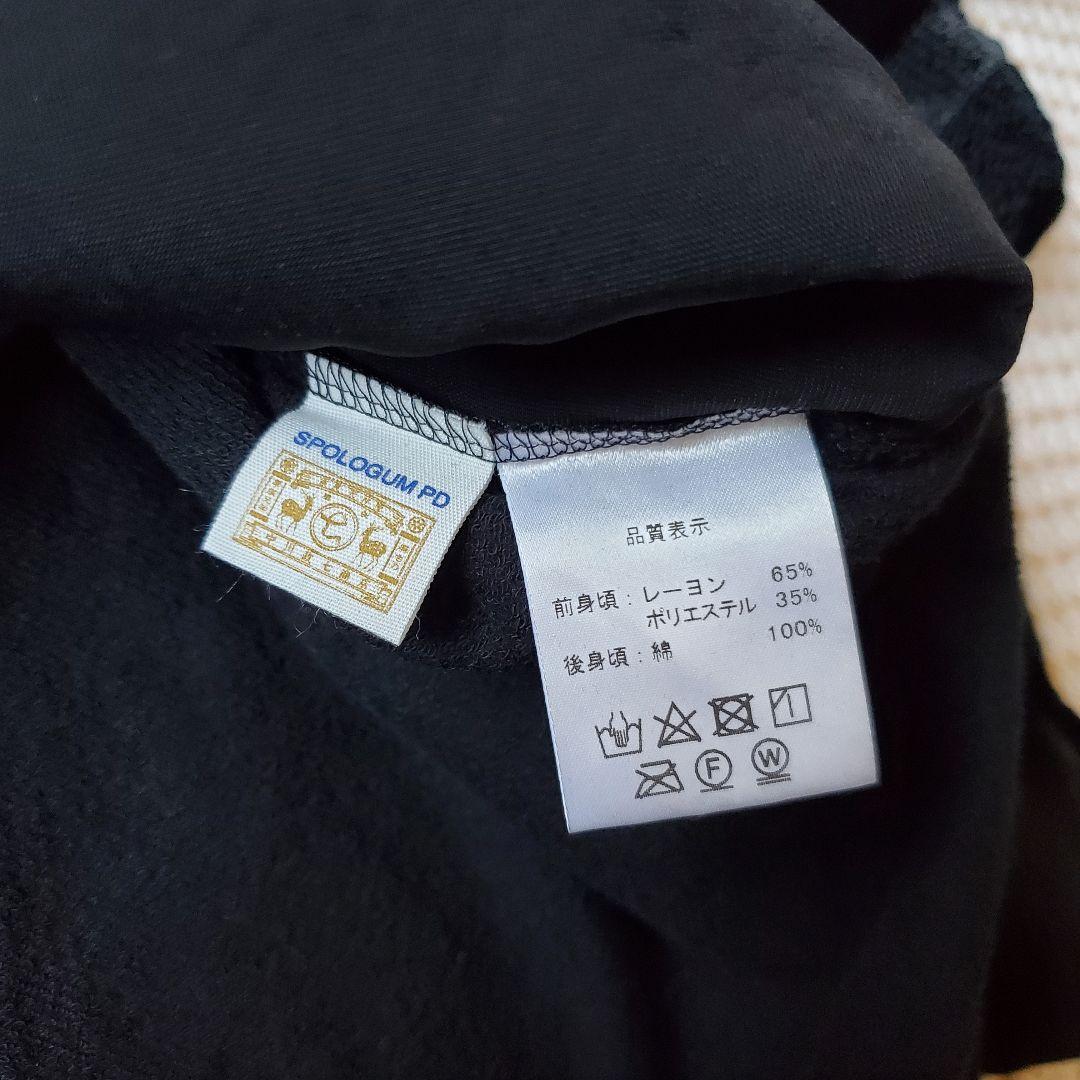 SPOLOGUM PD
品質表示
前身頃：レーヨン 65%
ポリエステル 35%
後身頃：綿 100%
F
W